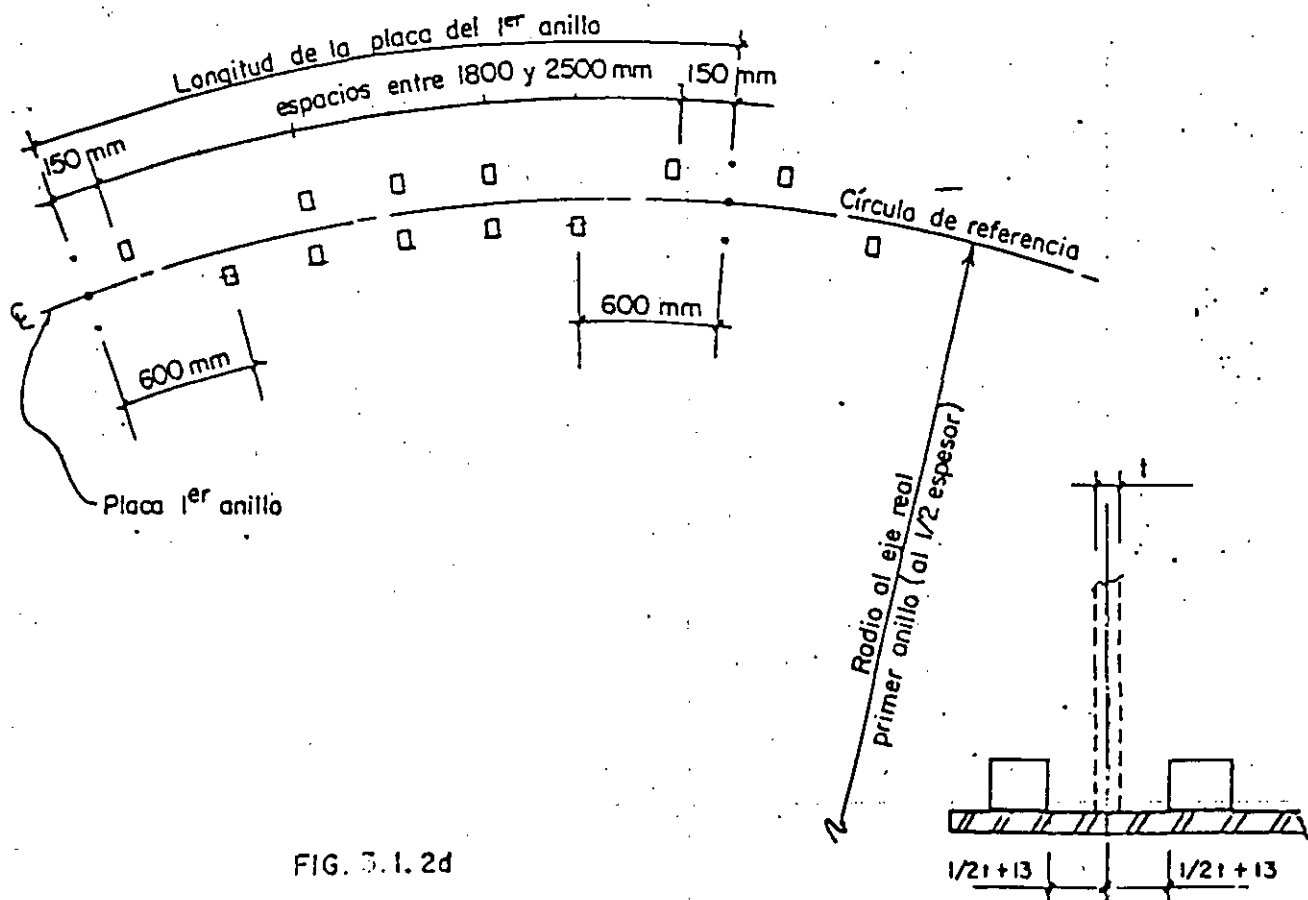 Longitud de la placa del 1er anillo
espacios entre 1800 y 2500 mm
150 mm
150 mm
Círculo de referencia
℄
600 mm
600 mm
Placa 1er anillo
Radio al eje real
primer anillo (al 1/2 espesor)
t
1/2t+13
1/2t+13
FIG. 3.1.2d